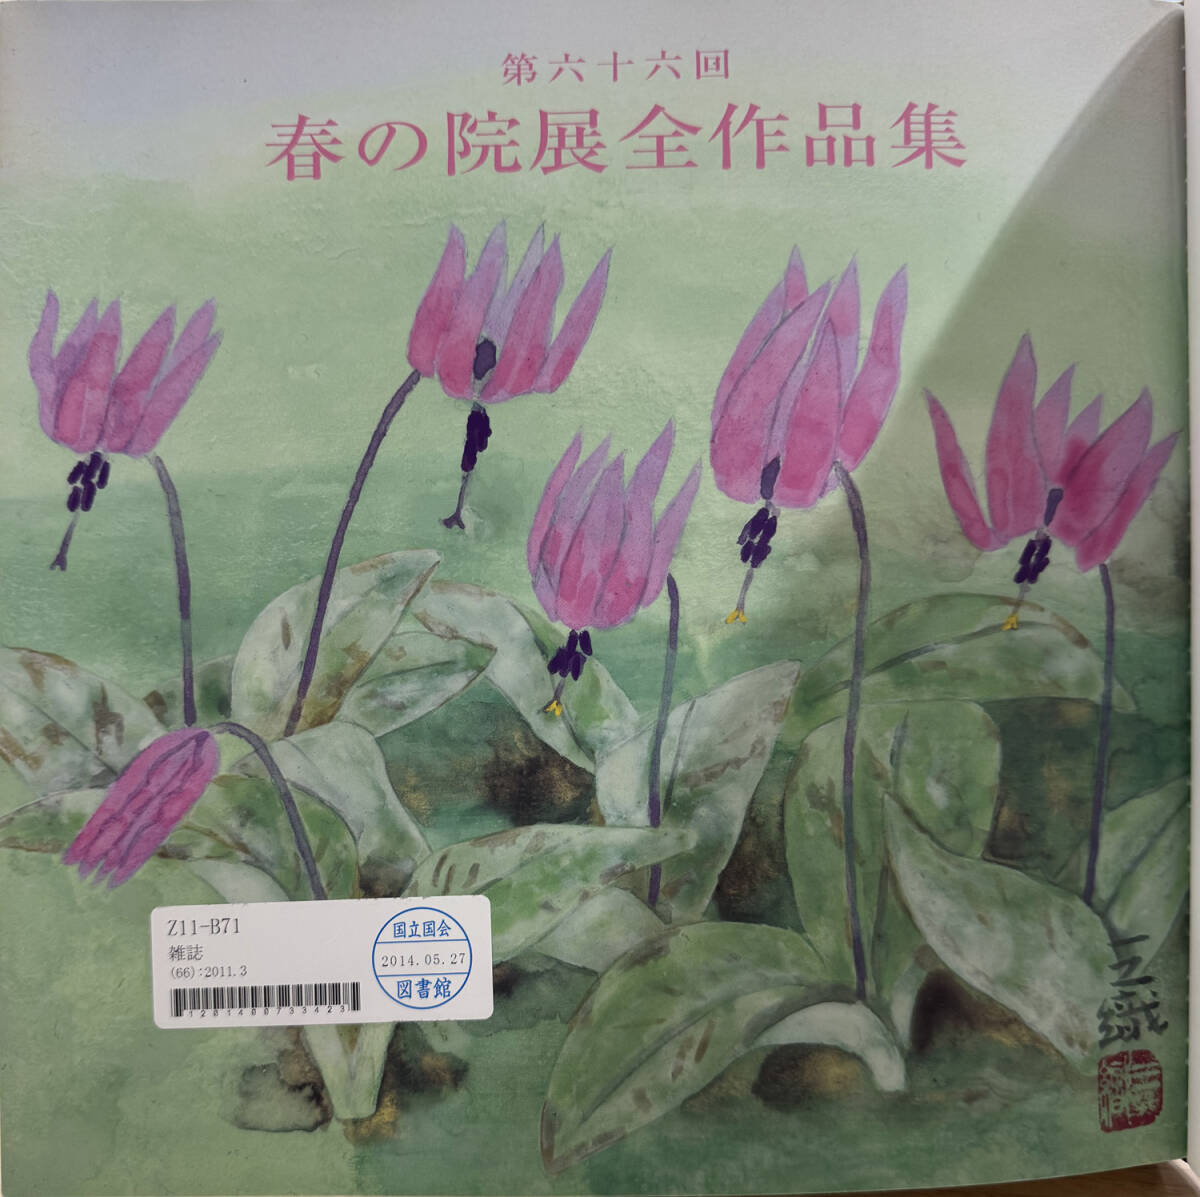 第六十六回
春の院展全作品集
Z11-B71
雑誌
(66):2011.3
1201400733423
国立国会
2014.05.27
図書館